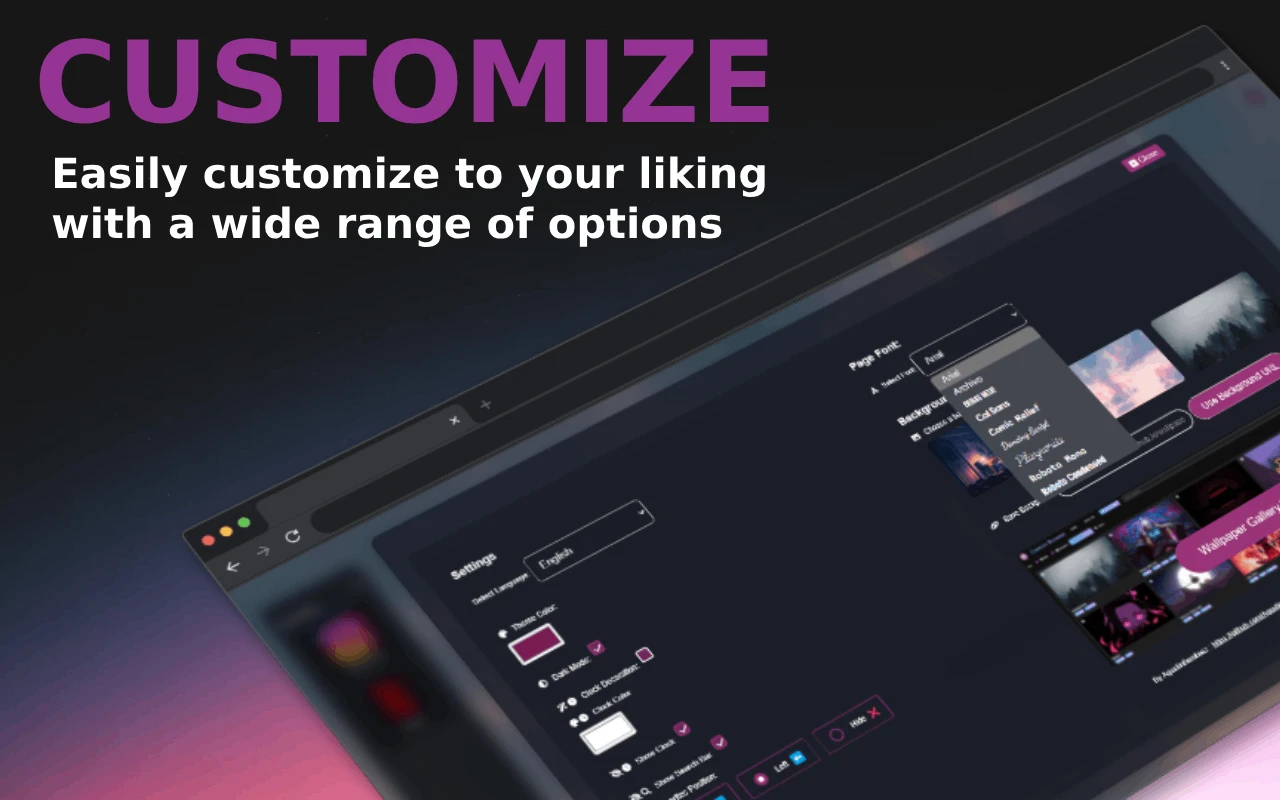 CUSTOMIZE
Easily customize to your liking
with a wide range of options
Close
Page Font:
Select Font
Arial
Arial
Archivo
Cal Sans
Comic Relief
Dancing Script
Playwrite
Roboto Mono
Roboto Condensed
Background
Choose a
Use Background URL
Wallpaper Gallery
Settings
Select Language
English
Theme Color:
Dark Mode:
Clock Decoration:
Clock Color
Show Clock
Show Search Bar
Position:
Left
Hide